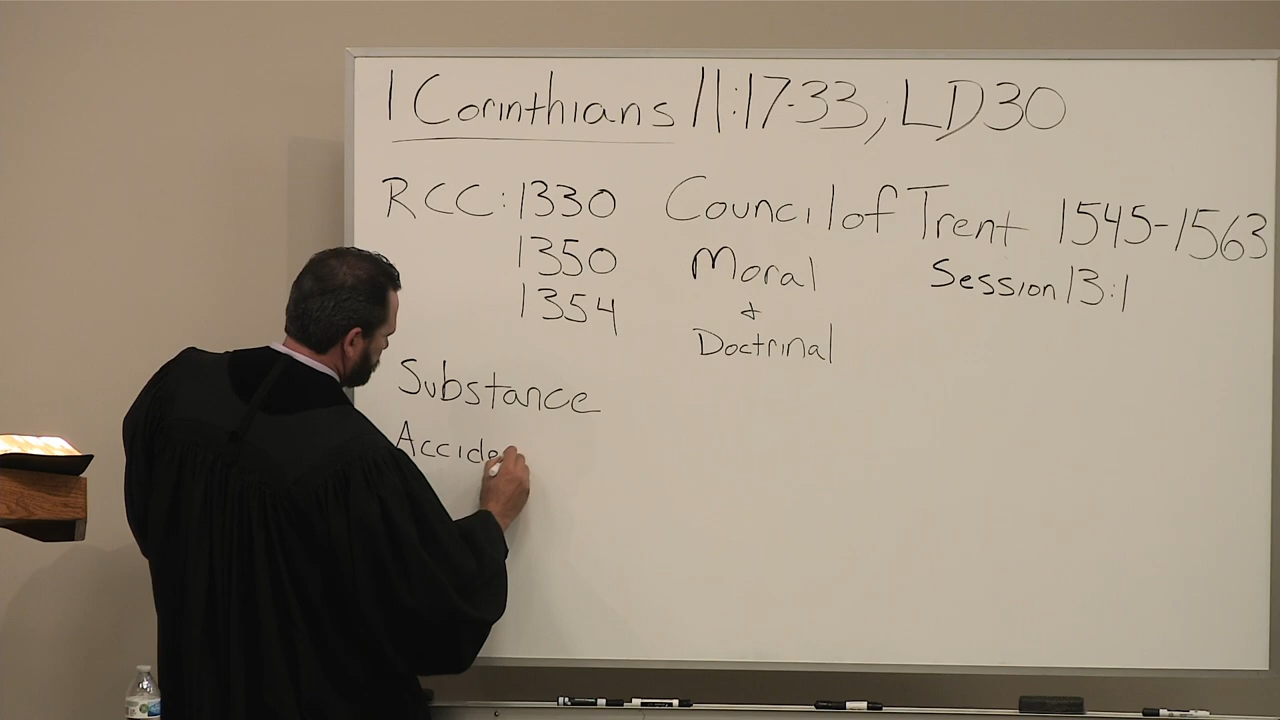 1 Corinthians 11:17-33; LD30
RCC: 1330 Council of Trent 1545-1563
1350 Moral Session 13:1
1354 &
Doctrinal
Substance
Accide